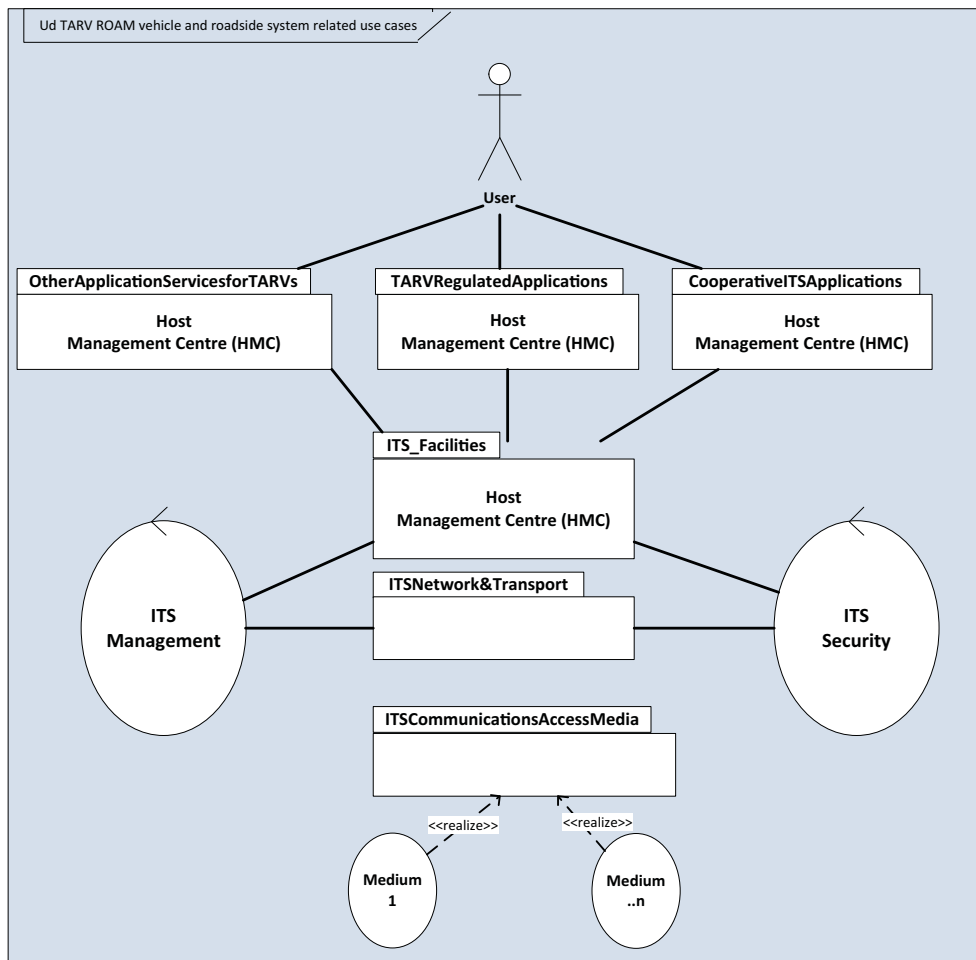 Ud TARV ROAM vehicle and roadside system related use cases
User
OtherApplicationServicesforTARVs
Host
Management Centre (HMC)
TARVRegulatedApplications
Host
Management Centre (HMC)
CooperativeITSApplications
Host
Management Centre (HMC)
ITS_Facilities
Host
Management Centre (HMC)
ITS
Management
ITSNetwork&Transport
ITS
Security
ITSCommunicationsAccessMedia
<<realize>>
<<realize>>
Medium
1
Medium
..n